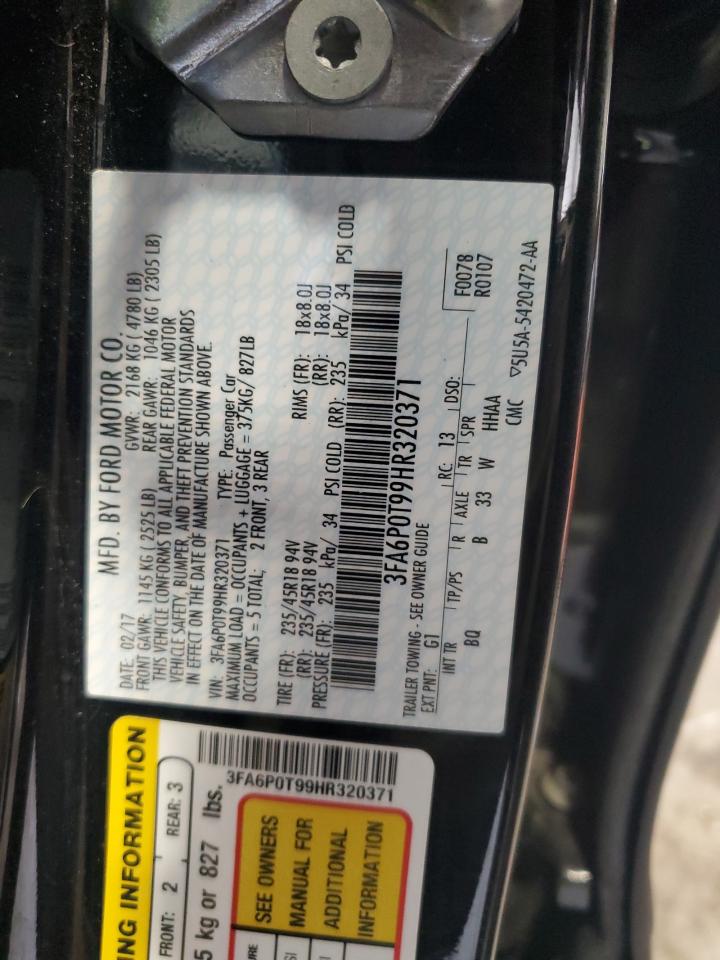 MFD. BY FORD MOTOR CO.
DATE: 02/17 GVWR: 2168 KG ( 4780 LB)
FRONT GAWR: 1145 KG ( 2525 LB) REAR GAWR: 1046 KG ( 2305 LB)
THIS VEHICLE CONFORMS TO ALL APPLICABLE FEDERAL MOTOR
VEHICLE SAFETY, BUMPER, AND THEFT PREVENTION STANDARDS
IN EFFECT ON THE DATE OF MANUFACTURE SHOWN ABOVE.
VIN: 3FA6P0T99HR320371 TYPE: Passenger Car
MAXIMUM LOAD = OCCUPANTS + LUGGAGE = 375KG/ 827LB
OCCUPANTS = 5 TOTAL; 2 FRONT, 3 REAR
TIRE (FR): 235/45R18 94V RIMS (FR): 18x8.0J
(RR): 235/45R18 94V (RR): 18x8.0J
PRESSURE (FR): 235 kPa/ 34 PSI COLD (RR): 235 kPa/ 34 PSI COLD
3FA6P0T99HR320371
TRAILER TOWING - SEE OWNER GUIDE
EXT PNT: G1 RC: 13 DSO: F0078
R0107
INT TR TP/PS R AXLE TR SPR
BQ B 33 W HHAA
CMC ▽5U5A-5420472-AA
ING INFORMATION
FRONT: 2 REAR: 3
5 kg or 827 lbs.
3FA6P0T99HR320371
SEE OWNERS
MANUAL FOR
ADDITIONAL
INFORMATION